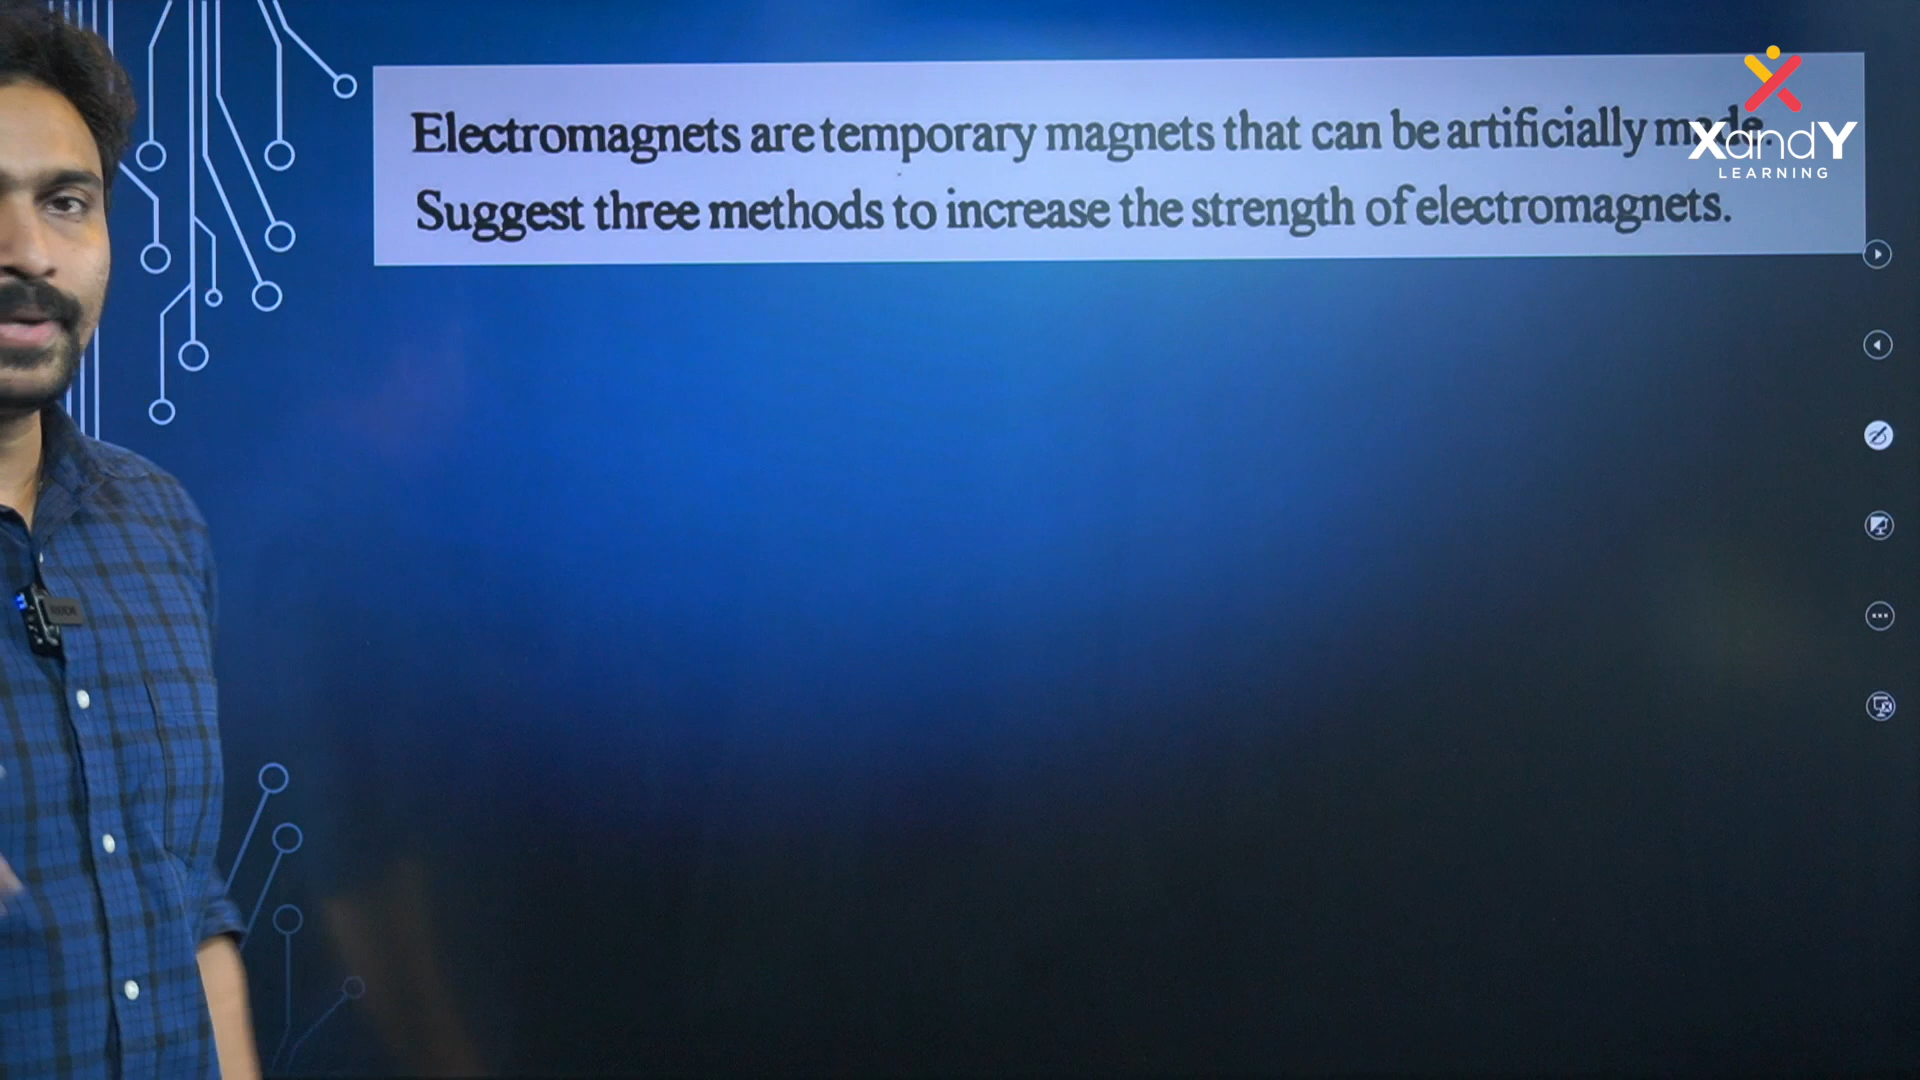 Electromagnets are temporary magnets that can be artificially made.
Suggest three methods to increase the strength of electromagnets.
XandY
LEARNING